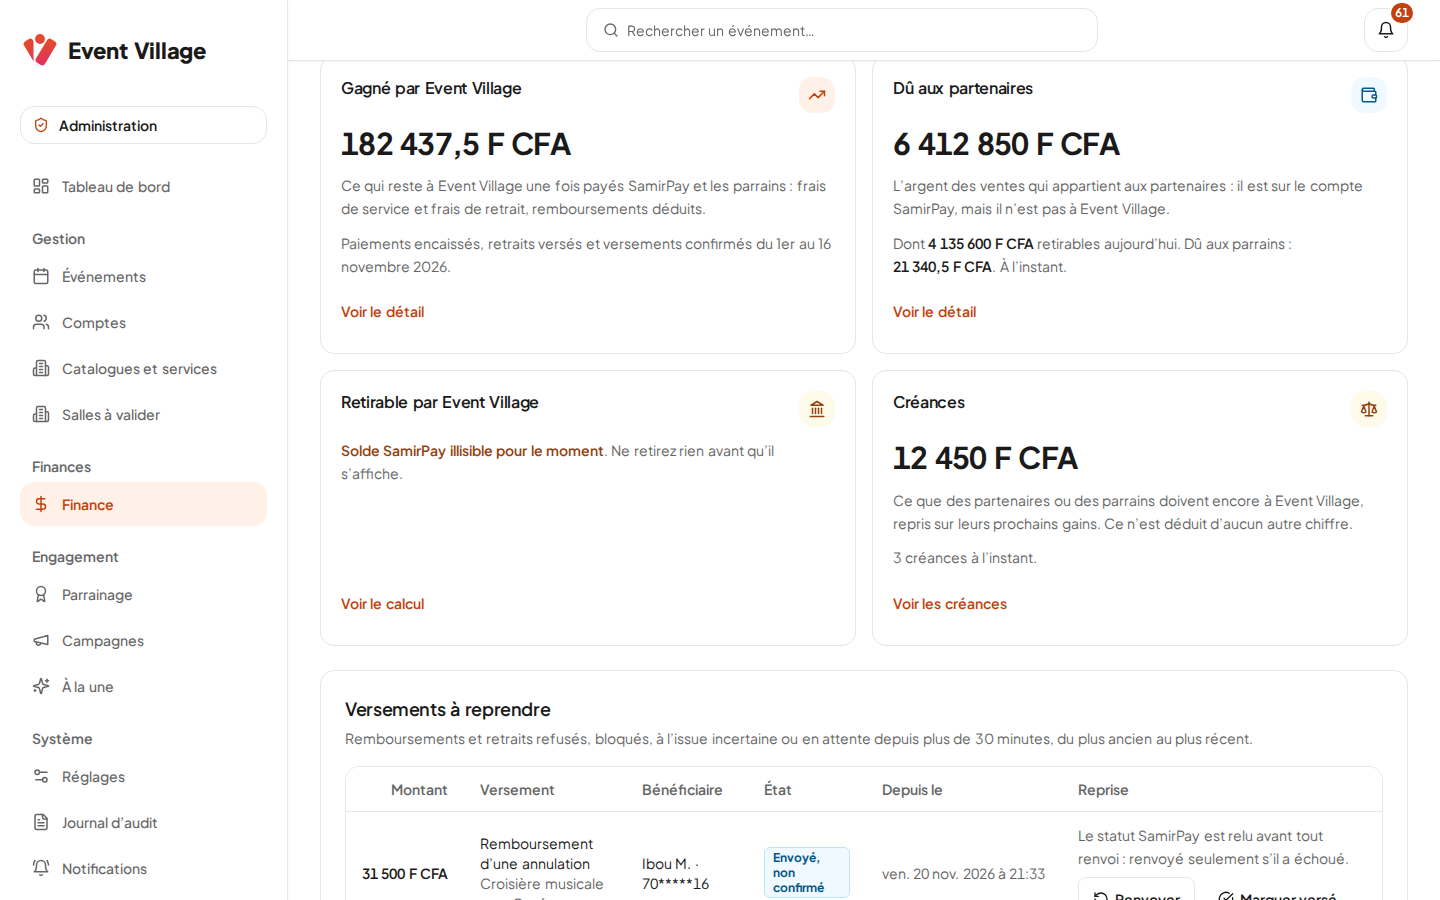 Event Village
Rechercher un événement…
61
Administration
Tableau de bord
Gestion
Événements
Comptes
Catalogues et services
Salles à valider
Finances
Finance
Engagement
Parrainage
Campagnes
À la une
Système
Réglages
Journal d'audit
Notifications
Gagné par Event Village
182 437,5 F CFA
Ce qui reste à Event Village une fois payés SamirPay et les parrains : frais
de service et frais de retrait, remboursements déduits.
Paiements encaissés, retraits versés et versements confirmés du 1er au 16
novembre 2026.
Voir le détail
Dû aux partenaires
6 412 850 F CFA
L'argent des ventes qui appartient aux partenaires : il est sur le compte
SamirPay, mais il n'est pas à Event Village.
Dont 4 135 600 F CFA retirables aujourd'hui. Dû aux parrains :
21 340,5 F CFA. À l'instant.
Voir le détail
Retirable par Event Village
Solde SamirPay illisible pour le moment. Ne retirez rien avant qu'il
s'affiche.
Voir le calcul
Créances
12 450 F CFA
Ce que des partenaires ou des parrains doivent encore à Event Village,
repris sur leurs prochains gains. Ce n'est déduit d'aucun autre chiffre.
3 créances à l'instant.
Voir les créances
Versements à reprendre
Remboursements et retraits refusés, bloqués, à l'issue incertaine ou en attente depuis plus de 30 minutes, du plus ancien au plus récent.
Montant Versement Bénéficiaire État Depuis le Reprise
31 500 F CFA
Remboursement
d'une annulation
Croisière musicale
Ibou M. ·
70*****16
Envoyé,
non
confirmé
ven. 20 nov. 2026 à 21:33
Le statut SamirPay est relu avant tout
renvoi : renvoyé seulement s'il a échoué.
Renvoyer Marquer versé